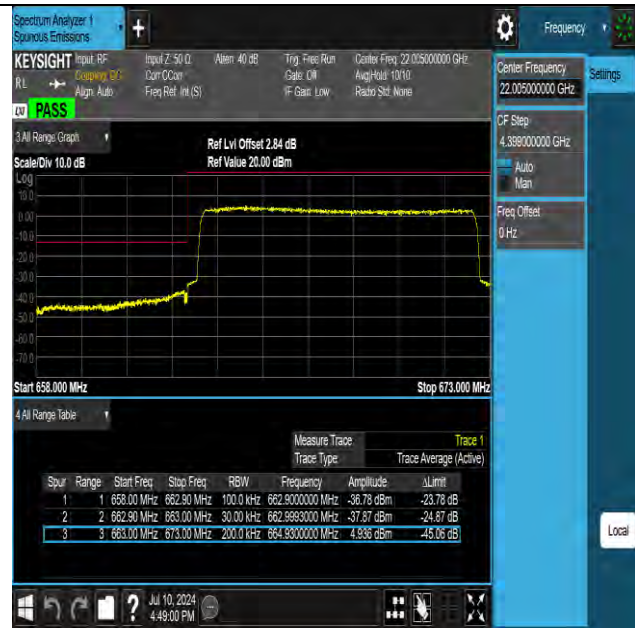 Spectrum Analyzer 1
Spurious Emissions
Frequency
KEYSIGHT Input: RF Input Z: 50 Ω Atten: 40 dB Trig: Free Run Center Freq: 22.005000000 GHz
RL Coupling: DC Corr CCorr Gate: Off Avg|Hold: 10/10
Align: Auto Freq Ref: Int (S) IF Gain: Low Radio Std: None
LXI PASS
Center Frequency
22.005000000 GHz
Settings
CF Step
4.399000000 GHz
Auto
Man
Freq Offset
0 Hz
3 All Range Graph
Ref Lvl Offset 2.84 dB
Scale/Div 10.0 dB Ref Value 20.00 dBm
Log
10.0
0.00
-10.0
-20.0
-30.0
-40.0
-50.0
-60.0
-70.0
Start 658.000 MHz Stop 673.000 MHz
4 All Range Table
Measure Trace Trace 1
Trace Type Trace Average (Active)
Spur Range Start Freq Stop Freq RBW Frequency Amplitude ΔLimit
1 1 658.00 MHz 662.90 MHz 100.0 kHz 662.9000000 MHz -36.78 dBm -23.78 dB
2 2 662.90 MHz 663.00 MHz 30.00 kHz 662.9993000 MHz -37.87 dBm -24.87 dB
3 3 663.00 MHz 673.00 MHz 200.0 kHz 664.9300000 MHz 4.936 dBm -45.06 dB
Local
? Jul 10, 2024
4:49:00 PM